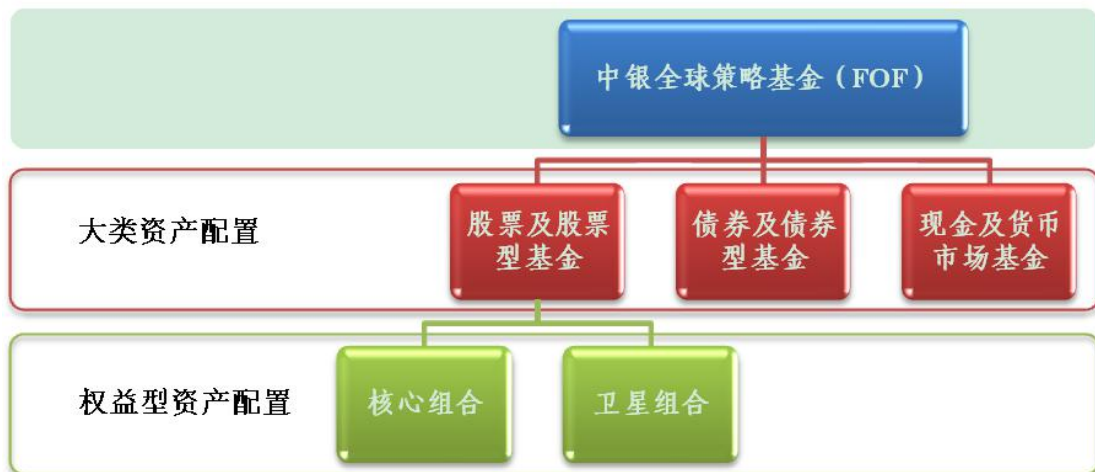 中银全球策略基金（FOF）
大类资产配置
股票及股票
型基金
债券及债券
型基金
现金及货币
市场基金
权益型资产配置
核心组合
卫星组合